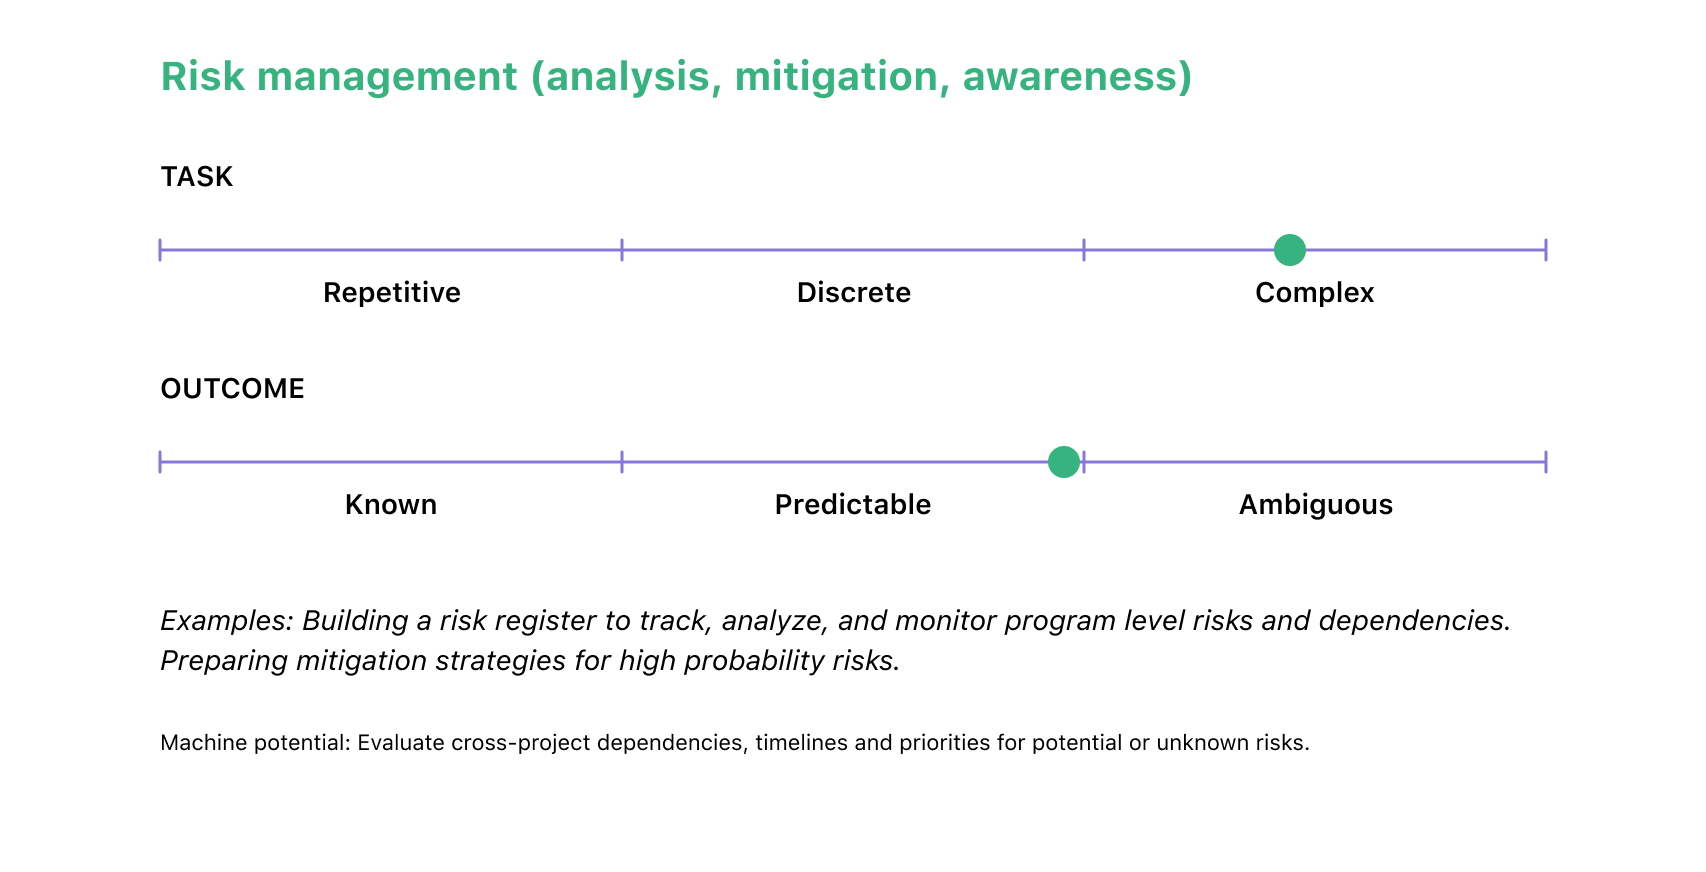 Risk management (analysis, mitigation, awareness)
TASK
Repetitive Discrete Complex
OUTCOME
Known Predictable Ambiguous
Examples: Building a risk register to track, analyze, and monitor program level risks and dependencies.
Preparing mitigation strategies for high probability risks.
Machine potential: Evaluate cross-project dependencies, timelines and priorities for potential or unknown risks.